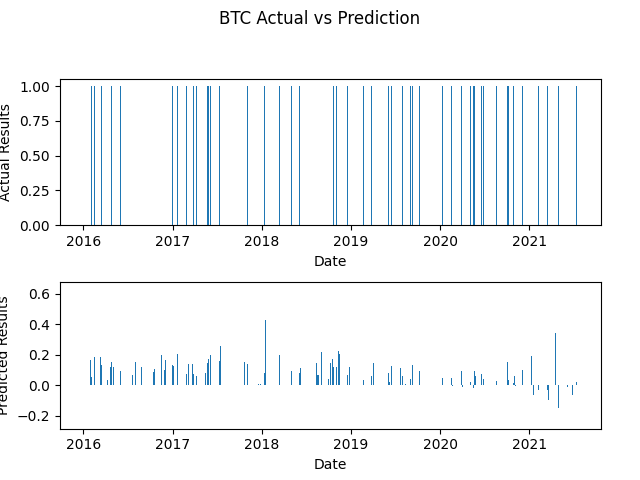 BTC Actual vs Prediction
Actual Results
1.00
0.75
0.50
0.25
0.00
2016 2017 2018 2019 2020 2021
Date
Predicted Results
0.6
0.4
0.2
0.0
−0.2
2016 2017 2018 2019 2020 2021
Date